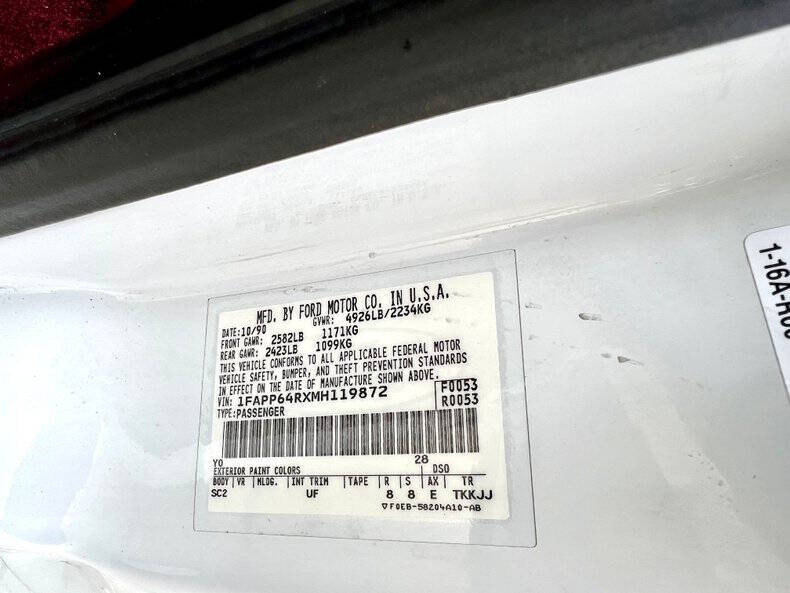 MFD. BY FORD MOTOR CO. IN U.S.A.
DATE: 10/90 GVWR: 4926LB/2234KG
FRONT GAWR: 2582LB 1171KG
REAR GAWR: 2423LB 1099KG
THIS VEHICLE CONFORMS TO ALL APPLICABLE FEDERAL MOTOR
VEHICLE SAFETY, BUMPER, AND THEFT PREVENTION STANDARDS
IN EFFECT ON THE DATE OF MANUFACTURE SHOWN ABOVE.
VIN: 1FAPP64RXMH119872 F0053
TYPE: PASSENGER R0053
YO 28
EXTERIOR PAINT COLORS DSO
BODY VR MLDG. INT TRIM TAPE R S AX TR
SC2 UF 8 8 E TKKJJ
▽F0EB-58204A10-AB